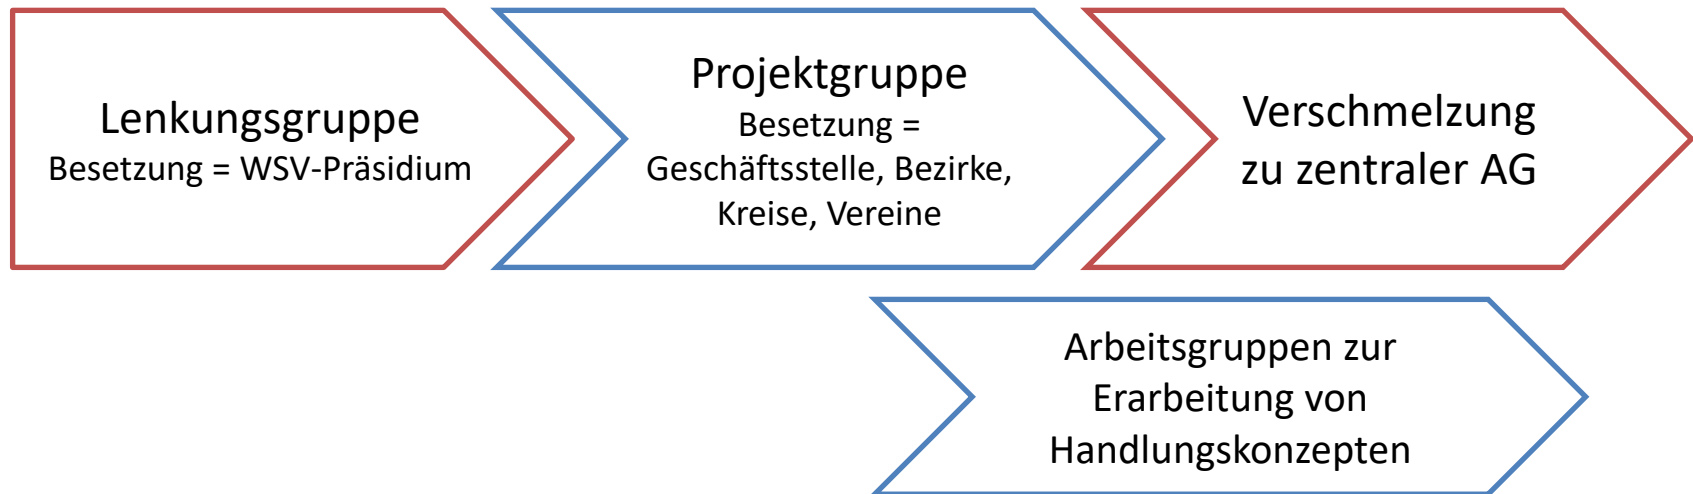 Lenkungsgruppe
Besetzung = WSV-Präsidium
Projektgruppe
Besetzung =
Geschäftsstelle, Bezirke,
Kreise, Vereine
Verschmelzung
zu zentraler AG
Arbeitsgruppen zur
Erarbeitung von
Handlungskonzepten